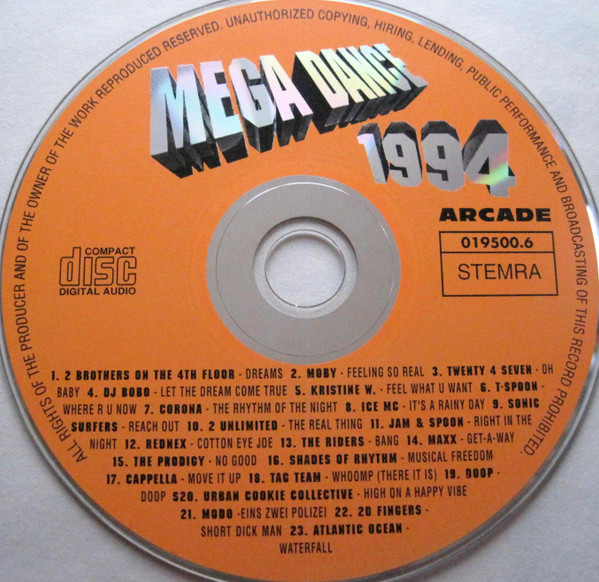 ALL RIGHTS OF THE PRODUCER AND OF THE OWNER OF THE WORK REPRODUCED RESERVED. UNAUTHORIZED COPYING, HIRING, LENDING, PUBLIC PERFORMANCE AND BROADCASTING OF THIS RECORD PROHIBITED.
MEGA DANCE
1994
ARCADE
019500.6
STEMRA
COMPACT
disc
DIGITAL AUDIO
1. 2 BROTHERS ON THE 4TH FLOOR - DREAMS 2. MOBY - FEELING SO REAL 3. TWENTY 4 SEVEN - OH
BABY 4. DJ BOBO - LET THE DREAM COME TRUE 5. KRISTINE W. - FEEL WHAT U WANT 6. T-SPOON -
WHERE R U NOW 7. CORONA - THE RHYTHM OF THE NIGHT 8. ICE MC - IT'S A RAINY DAY 9. SONIC
SURFERS - REACH OUT 10. 2 UNLIMITED - THE REAL THING 11. JAM & SPOON - RIGHT IN THE
NIGHT 12. REDNEX - COTTON EYE JOE 13. THE RIDERS - BANG 14. MAXX - GET-A-WAY
15. THE PRODIGY - NO GOOD 16. SHADES OF RHYTHM - MUSICAL FREEDOM
17. CAPPELLA - MOVE IT UP 18. TAG TEAM - WHOOMP (THERE IT IS) 19. DOOP -
DOOP S20. URBAN COOKIE COLLECTIVE - HIGH ON A HAPPY VIBE
21. MODO -EINS ZWEI POLIZEI 22. 20 FINGERS -
SHORT DICK MAN 23. ATLANTIC OCEAN -
WATERFALL